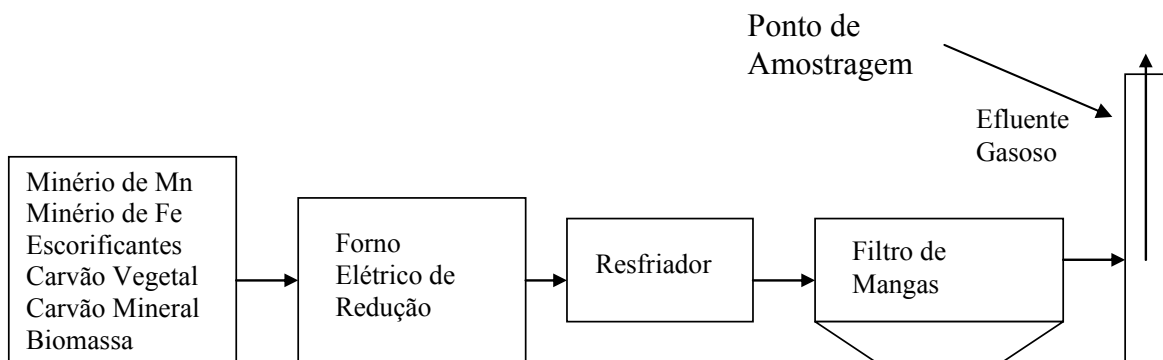 Ponto de
Amostragem
Efluente
Gasoso
Minério de Mn
Minério de Fe
Escorificantes
Carvão Vegetal
Carvão Mineral
Biomassa
Forno
Elétrico de
Redução
Resfriador
Filtro de
Mangas